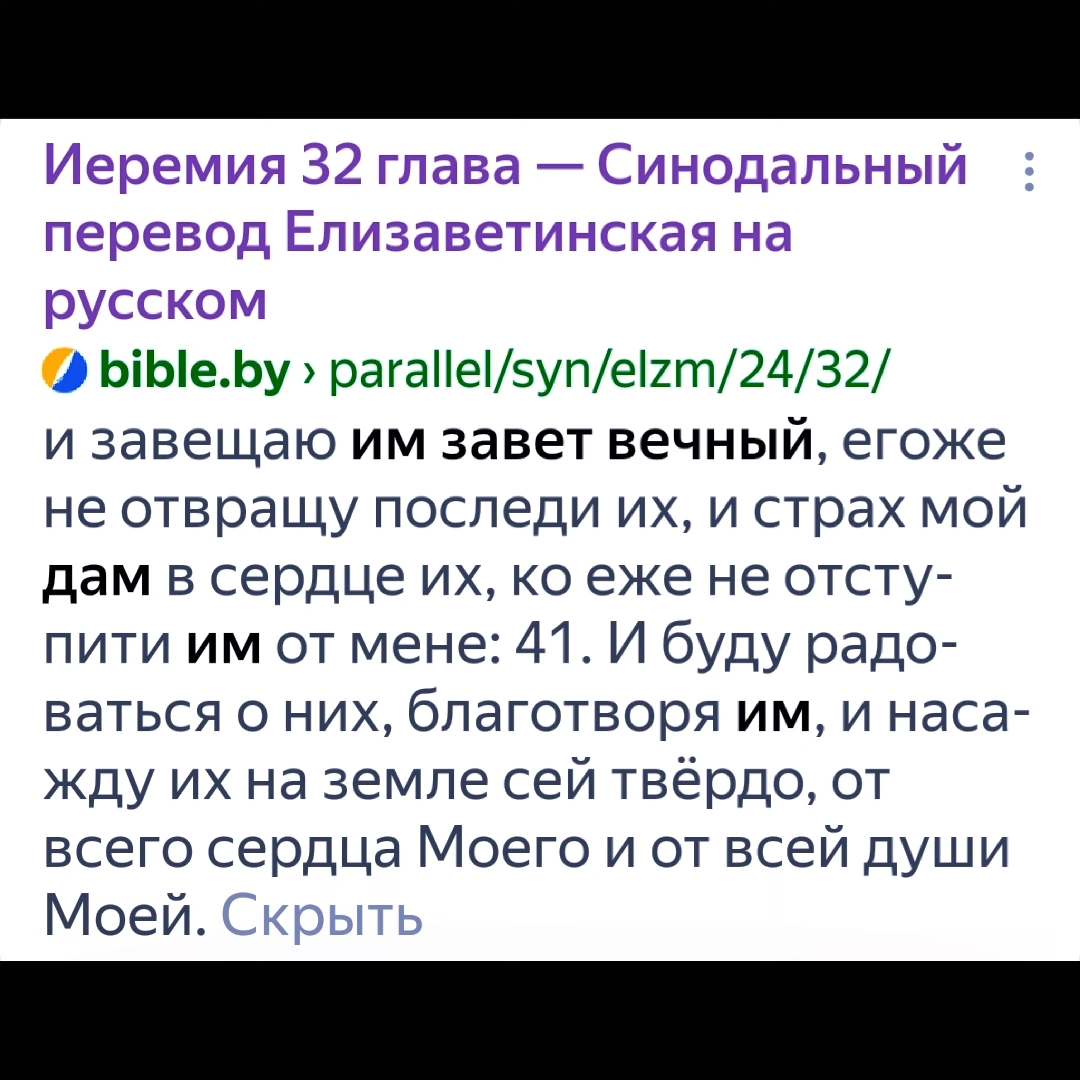 Иеремия 32 глава — Синодальный
перевод Елизаветинская на
русском
bible.by › parallel/syn/elzm/24/32/
и завещаю им завет вечный, егоже
не отвращу последи их, и страх мой
дам в сердце их, ко еже не отсту-
пити им от мене: 41. И буду радо-
ваться о них, благотворя им, и наса-
жду их на земле сей твёрдо, от
всего сердца Моего и от всей души
Моей. Скрыть